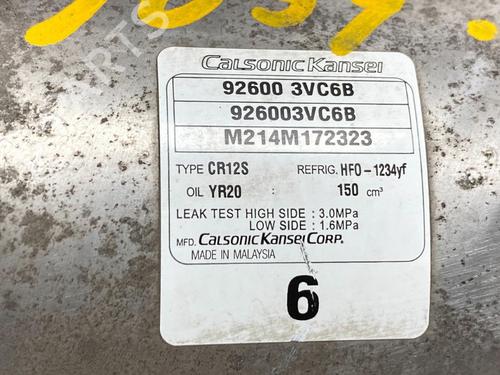 Calsonic Kansei
92600 3VC6B
926003VC6B
M214M172323
TYPE CR12S REFRIG. HFO-1234yf
OIL YR20 : 150 cm³
LEAK TEST HIGH SIDE : 3.0MPa
LOW SIDE : 1.6MPa
MFD. CALSONIC KANSEI CORP.
MADE IN MALAYSIA
6